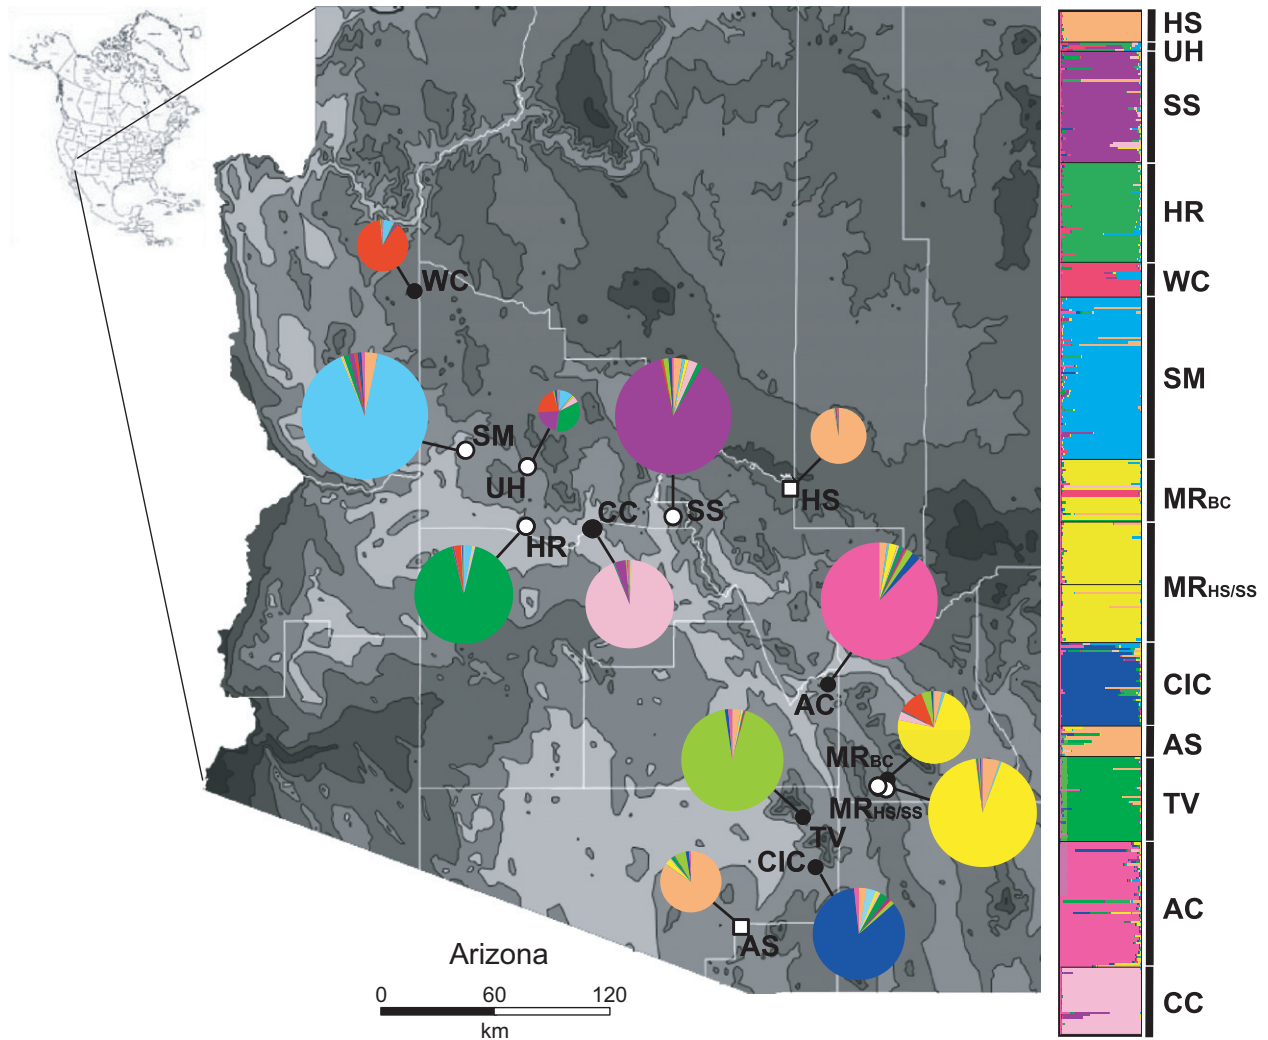 WC
SM
UH
HR
CC
SS
HS
AC
MRBC
MRHS/SS
TV
CIC
AS
Arizona
0 60 120
km
HS
UH
SS
HR
WC
SM
MRBC
MRHS/SS
CIC
AS
TV
AC
CC